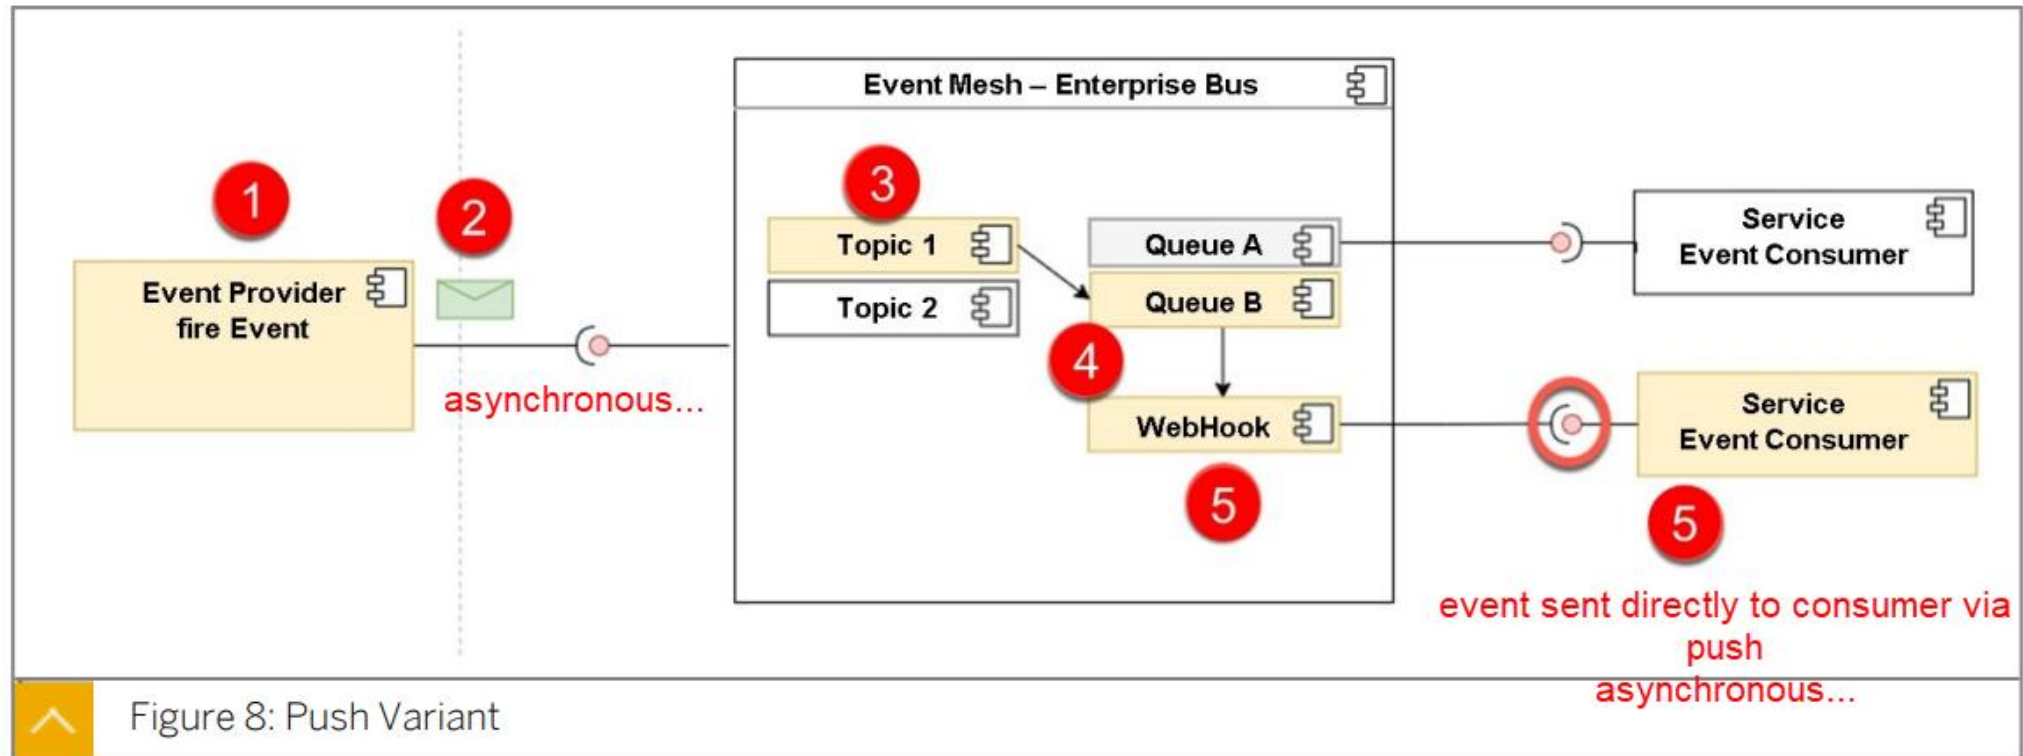 Event Mesh – Enterprise Bus
1
2
3
Event Provider
fire Event
asynchronous...
Topic 1
Topic 2
Queue A
Queue B
4
WebHook
5
Service
Event Consumer
Service
Event Consumer
5
event sent directly to consumer via
push
asynchronous...
Figure 8: Push Variant